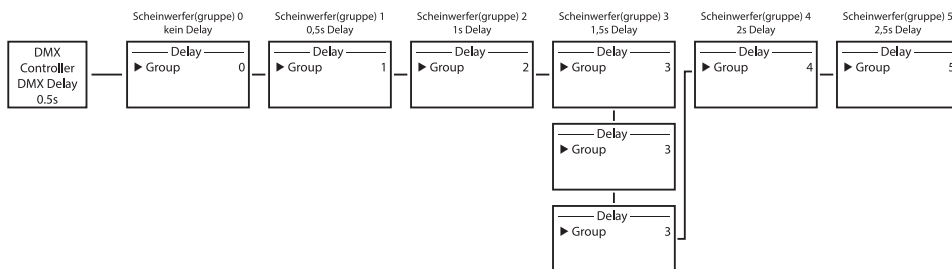 Scheinwerfer(gruppe) 0
kein Delay
Scheinwerfer(gruppe) 1
0,5s Delay
Scheinwerfer(gruppe) 2
1s Delay
Scheinwerfer(gruppe) 3
1,5s Delay
Scheinwerfer(gruppe) 4
2s Delay
Scheinwerfer(gruppe) 5
2,5s Delay
DMX
Controller
DMX Delay
0.5s
Delay
▶ Group 0
Delay
▶ Group 1
Delay
▶ Group 2
Delay
▶ Group 3
Delay
▶ Group 4
Delay
▶ Group 5
Delay
▶ Group 3
Delay
▶ Group 3